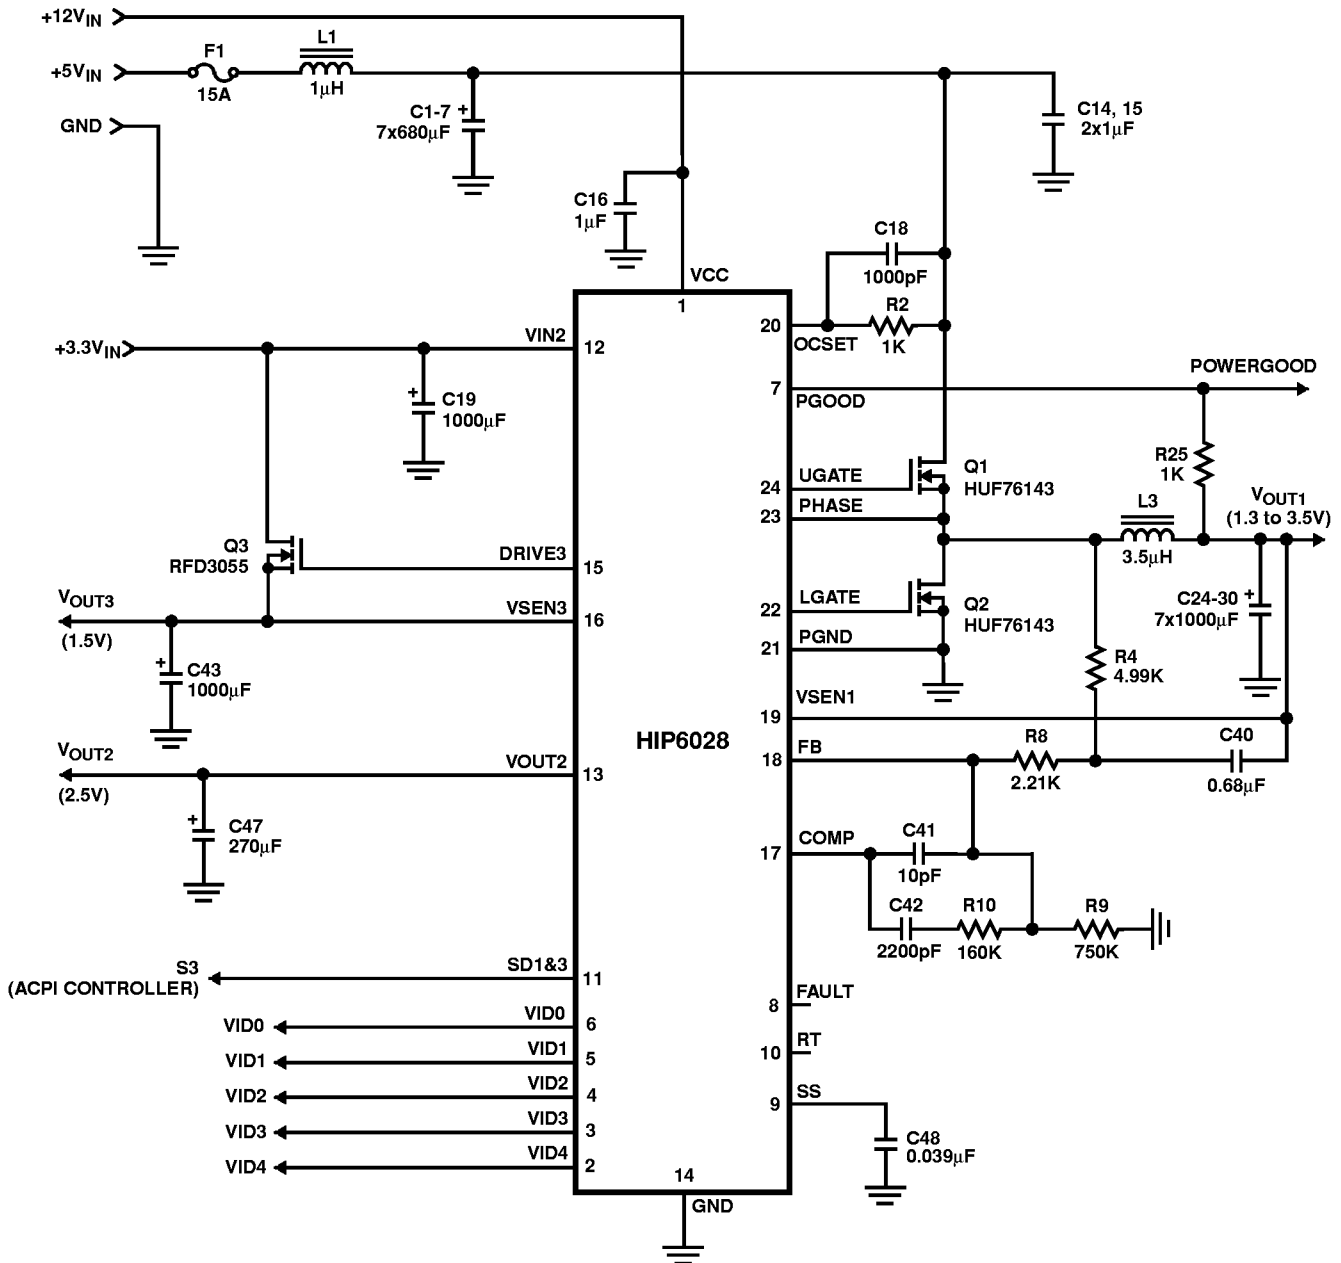 +12VIN
+5VIN
F1
15A
L1
1µH
GND
C1-7
7x680µF
+
C14, 15
2x1µF
C16
1µF
VCC
1
C18
1000pF
R2
1K
20
OCSET
+3.3VIN
VIN2
12
+
C19
1000µF
7
PGOOD
POWERGOOD
R25
1K
Q1
HUF76143
UGATE
24
PHASE
23
L3
3.5µH
VOUT1
(1.3 to 3.5V)
Q3
RFD3055
DRIVE3
15
VOUT3
(1.5V)
VSEN3
16
LGATE
22
Q2
HUF76143
C24-30
7x1000µF
+
PGND
21
+
C43
1000µF
R4
4.99K
VSEN1
19
HIP6028
VOUT2
(2.5V)
VOUT2
13
FB
18
R8
2.21K
C40
0.68µF
+
C47
270µF
COMP
17
C41
10pF
C42
2200pF
R10
160K
R9
750K
S3
(ACPI CONTROLLER)
SD1&3
11
FAULT
8
VID0
VID0
6
RT
10
VID1
VID1
5
VID2
VID2
4
SS
9
VID3
VID3
3
C48
0.039µF
VID4
VID4
2
14
GND